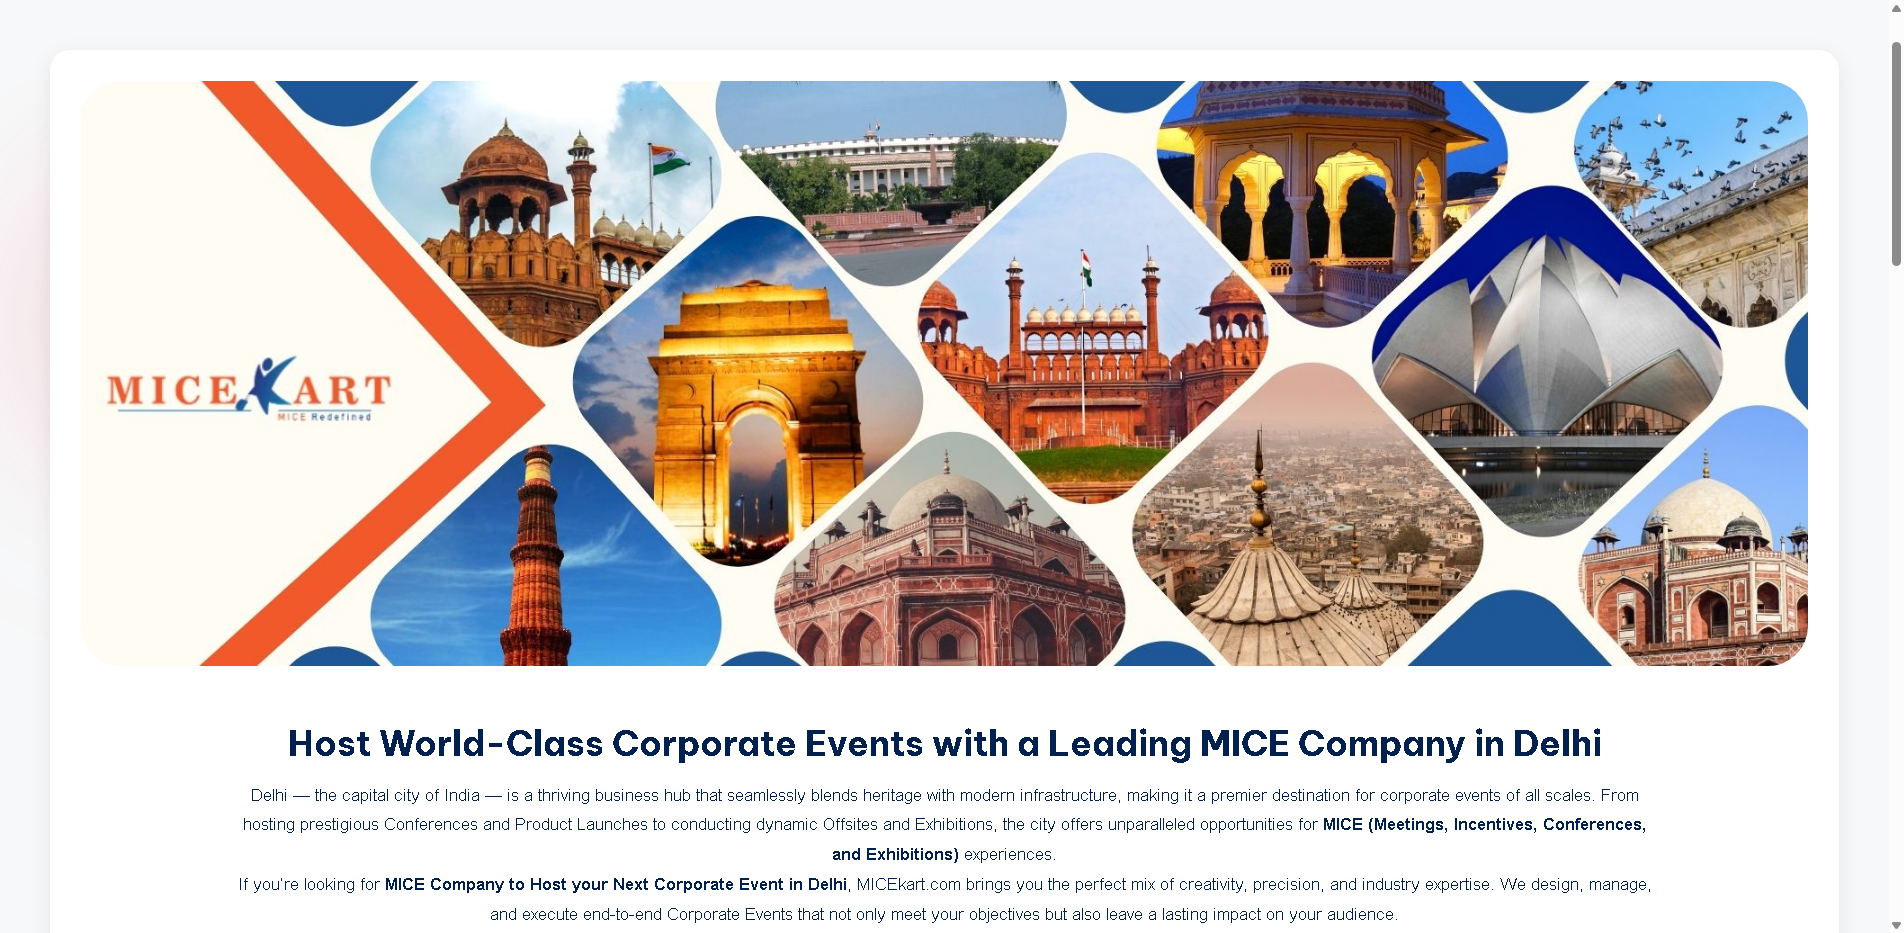 MICEKART
MICE Redefined
Host World-Class Corporate Events with a Leading MICE Company in Delhi
Delhi — the capital city of India — is a thriving business hub that seamlessly blends heritage with modern infrastructure, making it a premier destination for corporate events of all scales. From
hosting prestigious Conferences and Product Launches to conducting dynamic Offsites and Exhibitions, the city offers unparalleled opportunities for MICE (Meetings, Incentives, Conferences,
and Exhibitions) experiences.
If you're looking for MICE Company to Host your Next Corporate Event in Delhi, MICEkart.com brings you the perfect mix of creativity, precision, and industry expertise. We design, manage,
and execute end-to-end Corporate Events that not only meet your objectives but also leave a lasting impact on your audience.